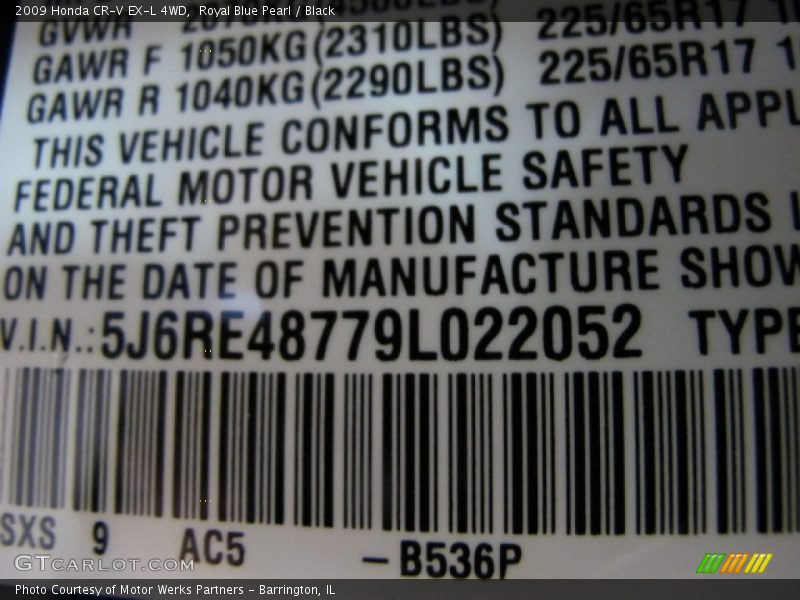 2009 Honda CR-V EX-L 4WD, Royal Blue Pearl / Black
GVWR
GAWR F 1050KG (2310LBS) 225/65R17
GAWR R 1040KG (2290LBS) 225/65R17
THIS VEHICLE CONFORMS TO ALL APPL
FEDERAL MOTOR VEHICLE SAFETY
AND THEFT PREVENTION STANDARDS
ON THE DATE OF MANUFACTURE SHOW
V.I.N.: 5J6RE48779L022052 TYPE
SXS 9 AC5 - B536P
GTCARLOT.COM
Photo Courtesy of Motor Werks Partners - Barrington, IL